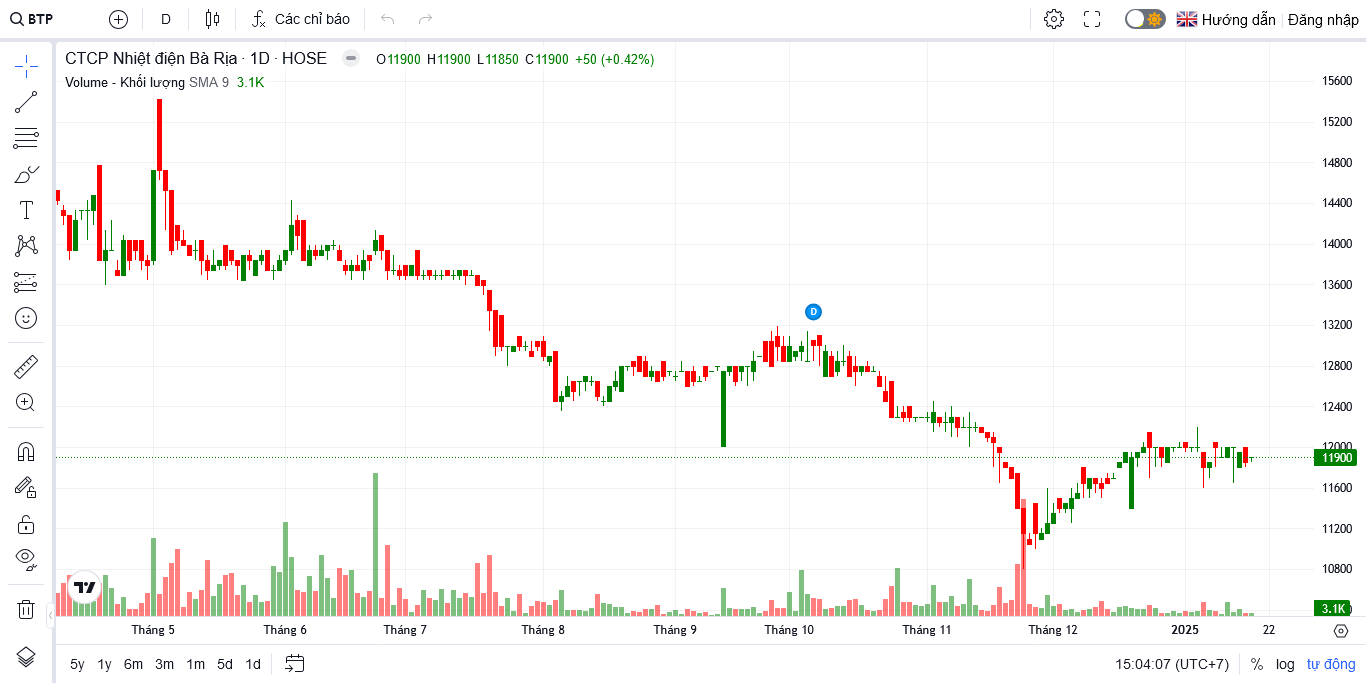 BTP D Các chỉ báo Hướng dẫn Đăng nhập
CTCP Nhiệt điện Bà Rịa · 1D · HOSE O11900 H11900 L11850 C11900 +50 (+0.42%)
Volume - Khối lượng SMA 9 3.1K
15600
15200
14800
14400
14000
13600
13200
D
12800
12400
12000
11900
11600
11200
10800
3.1K
Tháng 5 Tháng 6 Tháng 7 Tháng 8 Tháng 9 Tháng 10 Tháng 11 Tháng 12 2025 22
5y 1y 6m 3m 1m 5d 1d 15:04:07 (UTC+7) % log tự động